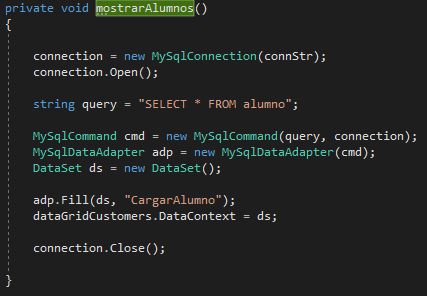 private void mostrarAlumnos()
{
connection = new MySqlConnection(connStr);
connection.Open();
string query = "SELECT * FROM alumno";
MySqlCommand cmd = new MySqlCommand(query, connection);
MySqlDataAdapter adp = new MySqlDataAdapter(cmd);
DataSet ds = new DataSet();
adp.Fill(ds, "CargarAlumno");
dataGridCustomers.DataContext = ds;
connection.Close();
}